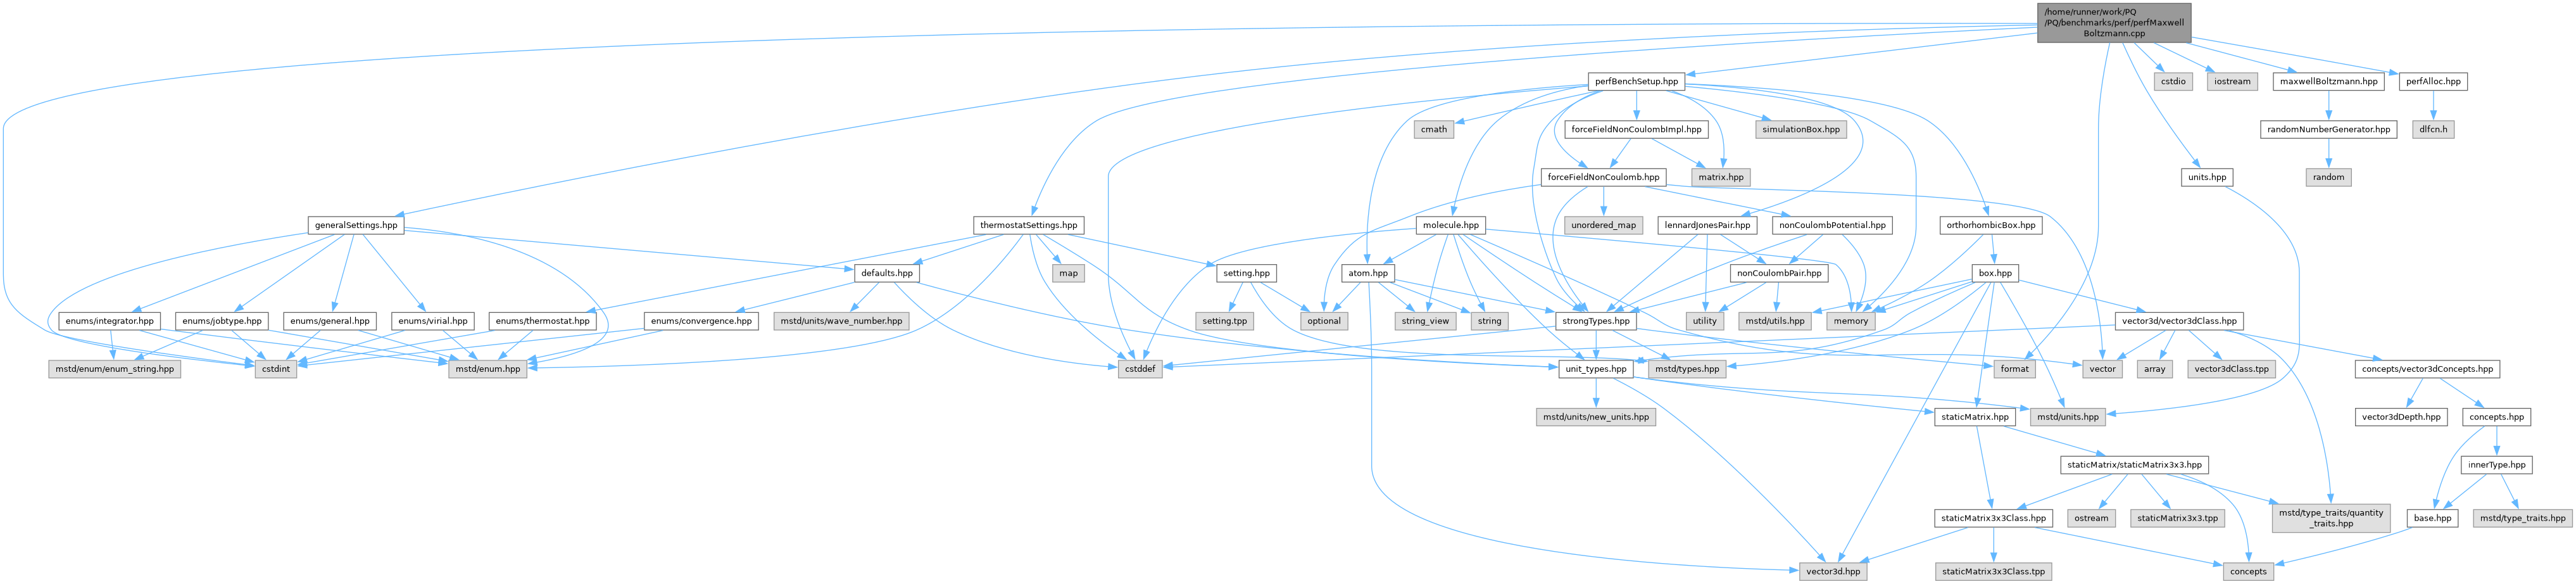 /home/runner/work/PQ
/PQ/benchmarks/perf/perfMaxwell
Boltzmann.cpp
perfBenchSetup.hpp
cstdio
iostream
maxwellBoltzmann.hpp
perfAlloc.hpp
cmath
forceFieldNonCoulombImpl.hpp
simulationBox.hpp
randomNumberGenerator.hpp
dlfcn.h
forceFieldNonCoulomb.hpp
matrix.hpp
units.hpp
random
generalSettings.hpp
thermostatSettings.hpp
molecule.hpp
unordered_map
lennardJonesPair.hpp
nonCoulombPotential.hpp
orthorhombicBox.hpp
defaults.hpp
map
setting.hpp
atom.hpp
nonCoulombPair.hpp
box.hpp
enums/integrator.hpp
enums/jobtype.hpp
enums/general.hpp
enums/virial.hpp
enums/thermostat.hpp
enums/convergence.hpp
mstd/units/wave_number.hpp
setting.tpp
optional
string_view
string
strongTypes.hpp
utility
mstd/utils.hpp
memory
vector3d/vector3dClass.hpp
mstd/enum/enum_string.hpp
cstdint
mstd/enum.hpp
cstddef
unit_types.hpp
mstd/types.hpp
format
vector
array
vector3dClass.tpp
concepts/vector3dConcepts.hpp
mstd/units/new_units.hpp
staticMatrix.hpp
mstd/units.hpp
vector3dDepth.hpp
concepts.hpp
staticMatrix/staticMatrix3x3.hpp
innerType.hpp
staticMatrix3x3Class.hpp
ostream
staticMatrix3x3.tpp
mstd/type_traits/quantity
_traits.hpp
base.hpp
mstd/type_traits.hpp
vector3d.hpp
staticMatrix3x3Class.tpp
concepts